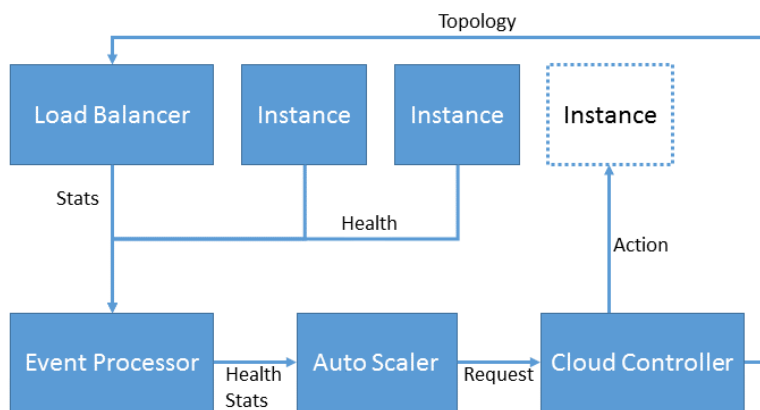 Topology
Load Balancer
Instance
Instance
Instance
Stats
Health
Action
Event Processor
Auto Scaler
Cloud Controller
Health
Stats
Request